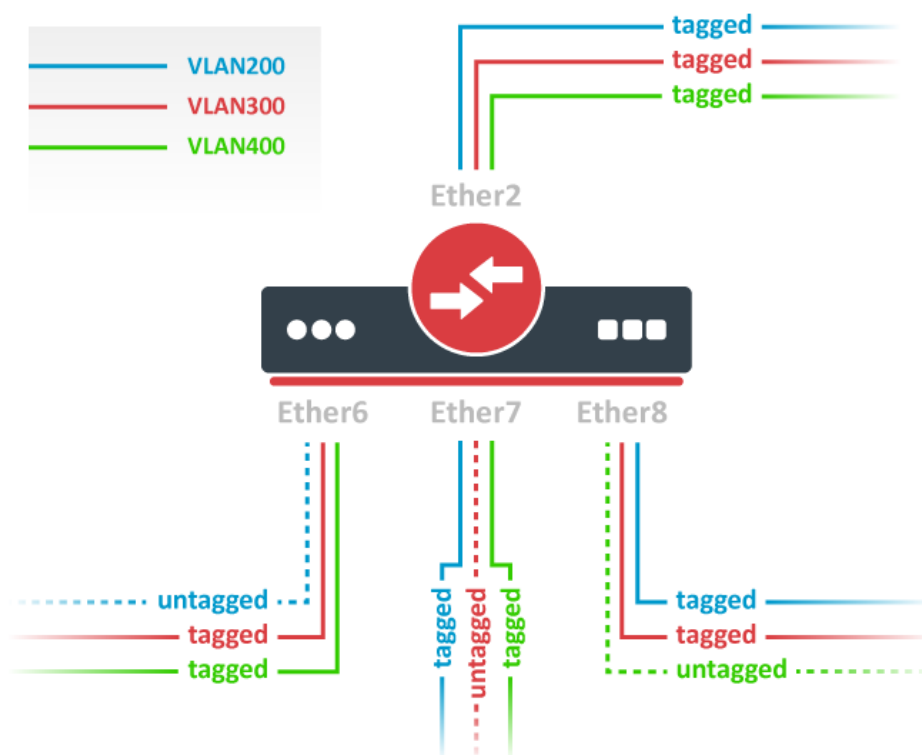 VLAN200
VLAN300
VLAN400
tagged
tagged
tagged
Ether2
Ether6
Ether7
Ether8
untagged
tagged
tagged
tagged
untagged
tagged
tagged
tagged
untagged